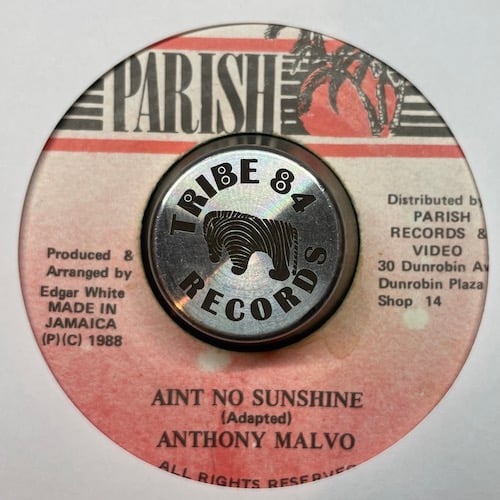 PARISH
TRIBE 84
RECORDS
Produced &
Arranged by
Edgar White
MADE IN
JAMAICA
(P)(C) 1988
Distributed by
PARISH
RECORDS &
VIDEO
30 Dunrobin Av
Dunrobin Plaza
Shop 14
AINT NO SUNSHINE
(Adapted)
ANTHONY MALVO
ALL RIGHTS RESERVE